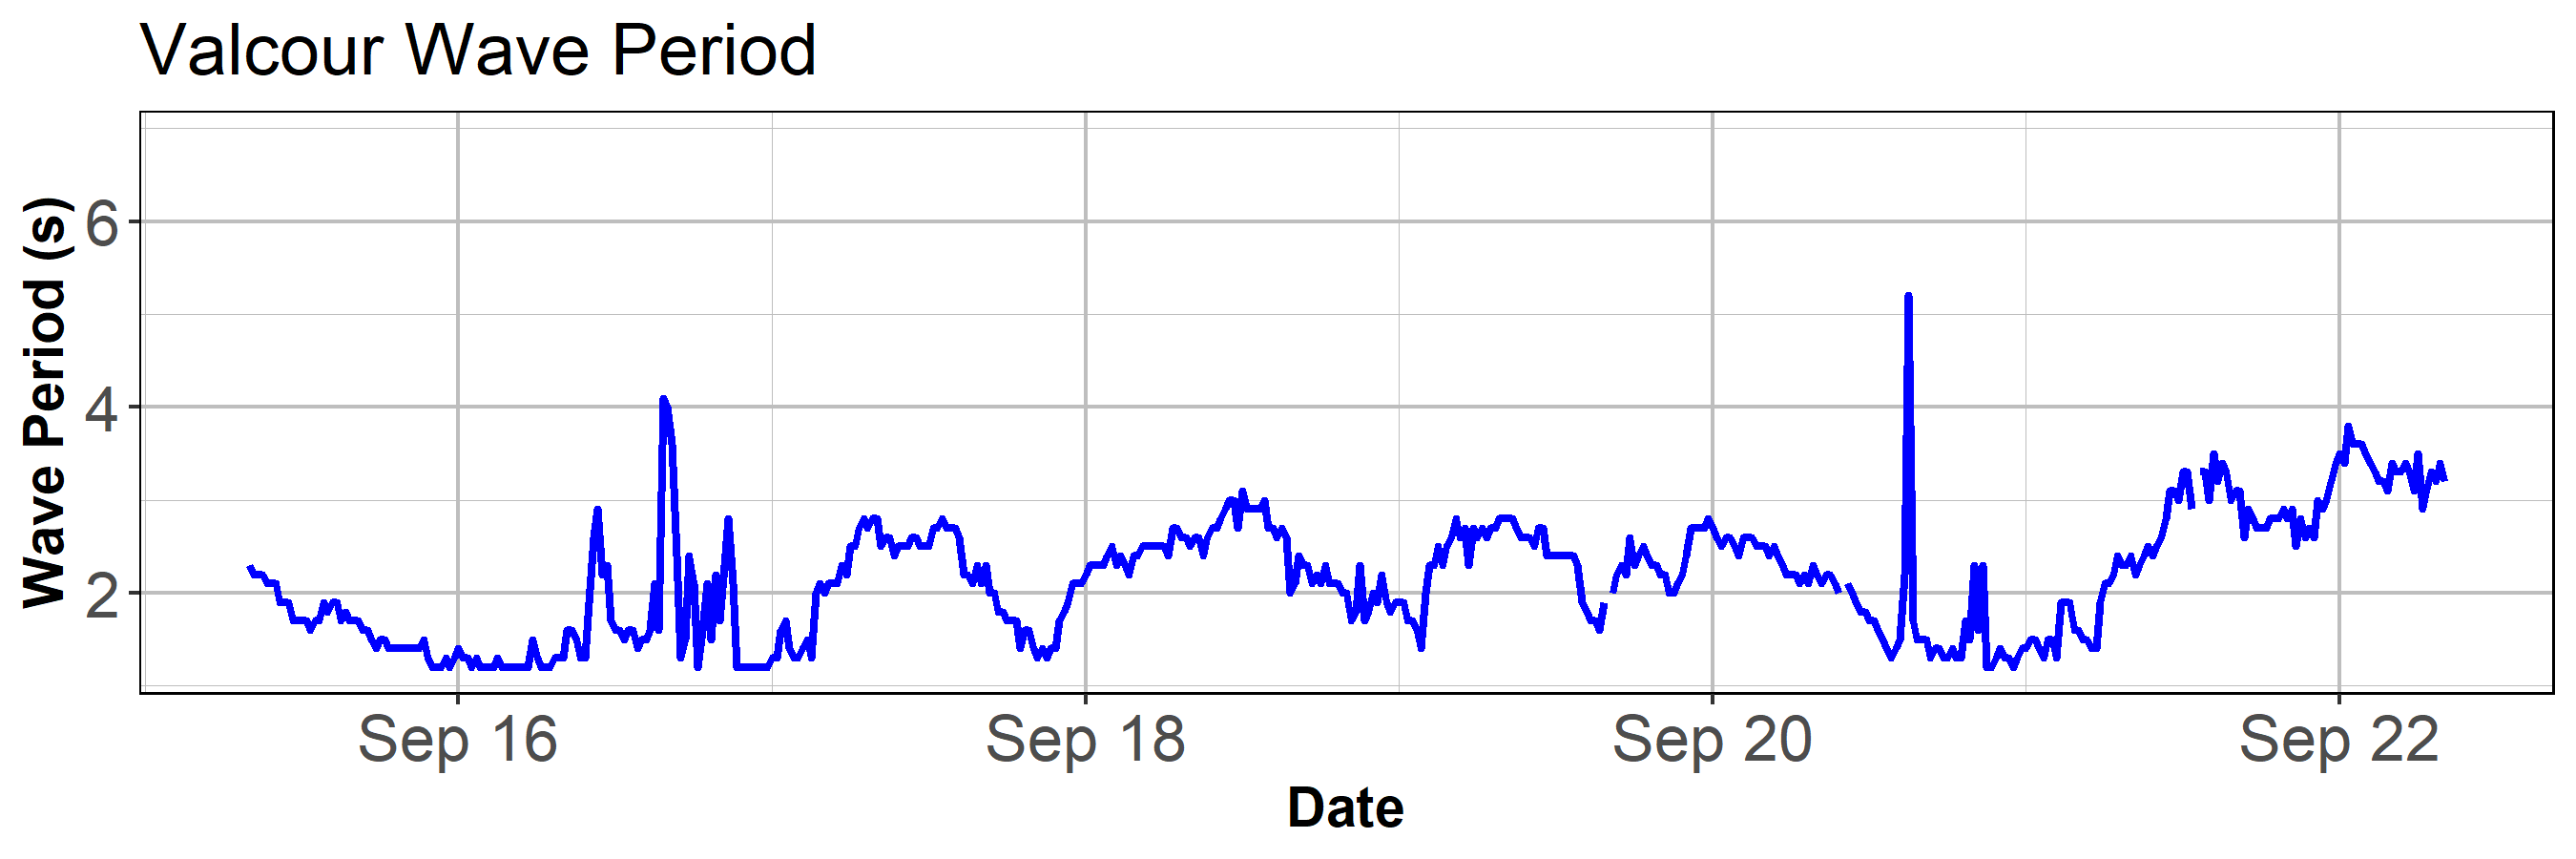 Valcour Wave Period
Wave Period (s)
6
4
2
Sep 16
Sep 18
Sep 20
Sep 22
Date